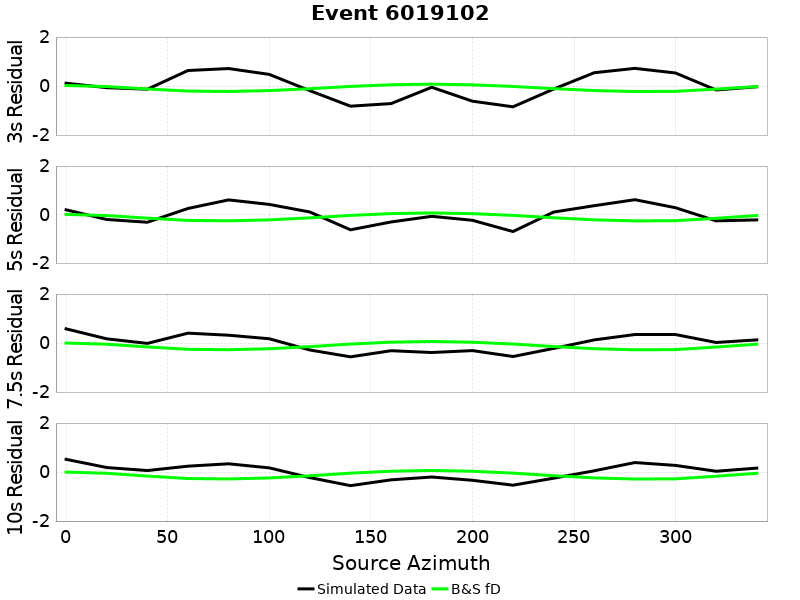 Event 6019102
3s Residual
2
0
-2
5s Residual
2
0
-2
7.5s Residual
2
0
-2
10s Residual
2
0
-2
0 50 100 150 200 250 300
Source Azimuth
Simulated Data B&S fD